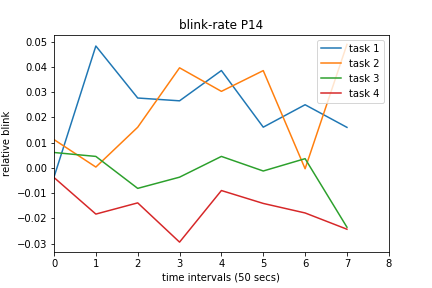 blink-rate P14
relative blink
0.05
0.04
0.03
0.02
0.01
0.00
−0.01
−0.02
−0.03
task 1
task 2
task 3
task 4
0 1 2 3 4 5 6 7 8
time intervals (50 secs)